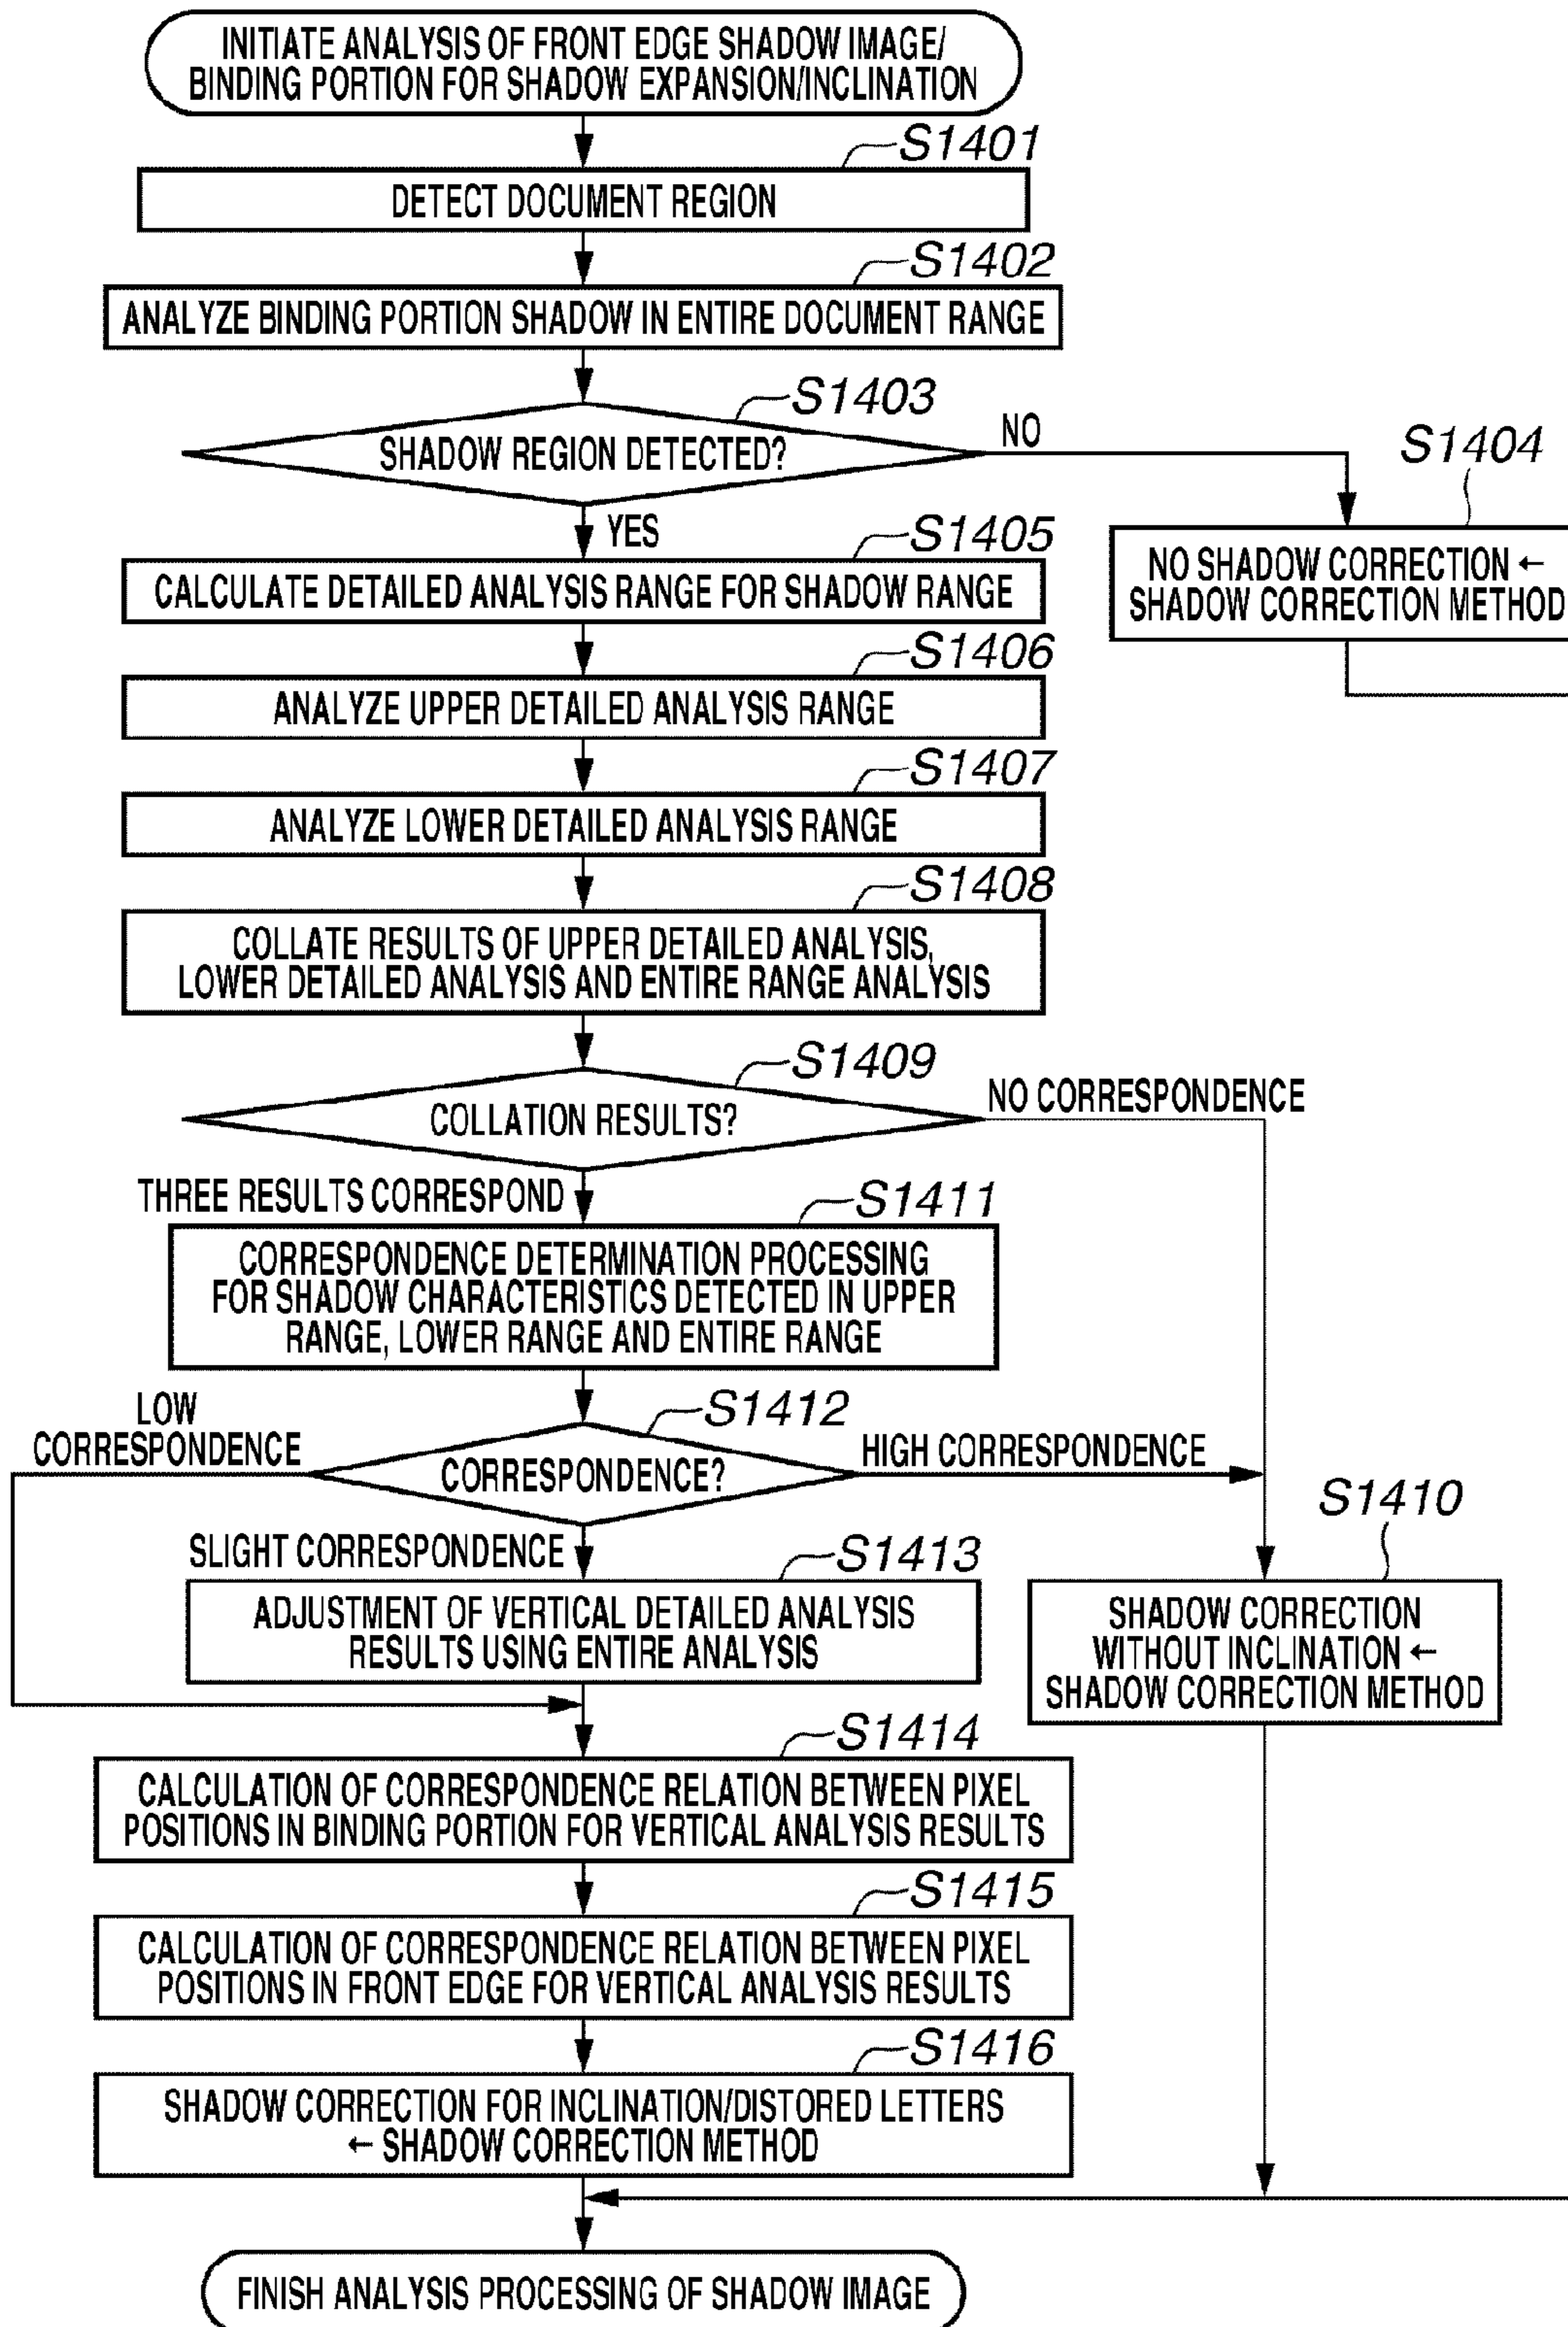 INITIATE ANALYSIS OF FRONT EDGE SHADOW IMAGE/
BINDING PORTION FOR SHADOW EXPANSION/INCLINATION
S1401
DETECT DOCUMENT REGION
S1402
ANALYZE BINDING PORTION SHADOW IN ENTIRE DOCUMENT RANGE
S1403
SHADOW REGION DETECTED?
NO
S1404
NO SHADOW CORRECTION ←
SHADOW CORRECTION METHOD
YES
S1405
CALCULATE DETAILED ANALYSIS RANGE FOR SHADOW RANGE
S1406
ANALYZE UPPER DETAILED ANALYSIS RANGE
S1407
ANALYZE LOWER DETAILED ANALYSIS RANGE
S1408
COLLATE RESULTS OF UPPER DETAILED ANALYSIS,
LOWER DETAILED ANALYSIS AND ENTIRE RANGE ANALYSIS
S1409
COLLATION RESULTS?
NO CORRESPONDENCE
THREE RESULTS CORRESPOND
S1411
CORRESPONDENCE DETERMINATION PROCESSING
FOR SHADOW CHARACTERISTICS DETECTED IN UPPER
RANGE, LOWER RANGE AND ENTIRE RANGE
LOW
CORRESPONDENCE
S1412
CORRESPONDENCE?
HIGH CORRESPONDENCE
SLIGHT CORRESPONDENCE
S1413
ADJUSTMENT OF VERTICAL DETAILED ANALYSIS
RESULTS USING ENTIRE ANALYSIS
S1410
SHADOW CORRECTION
WITHOUT INCLINATION ←
SHADOW CORRECTION METHOD
S1414
CALCULATION OF CORRESPONDENCE RELATION BETWEEN PIXEL
POSITIONS IN BINDING PORTION FOR VERTICAL ANALYSIS RESULTS
S1415
CALCULATION OF CORRESPONDENCE RELATION BETWEEN PIXEL
POSITIONS IN FRONT EDGE FOR VERTICAL ANALYSIS RESULTS
S1416
SHADOW CORRECTION FOR INCLINATION/DISTORED LETTERS
← SHADOW CORRECTION METHOD
FINISH ANALYSIS PROCESSING OF SHADOW IMAGE